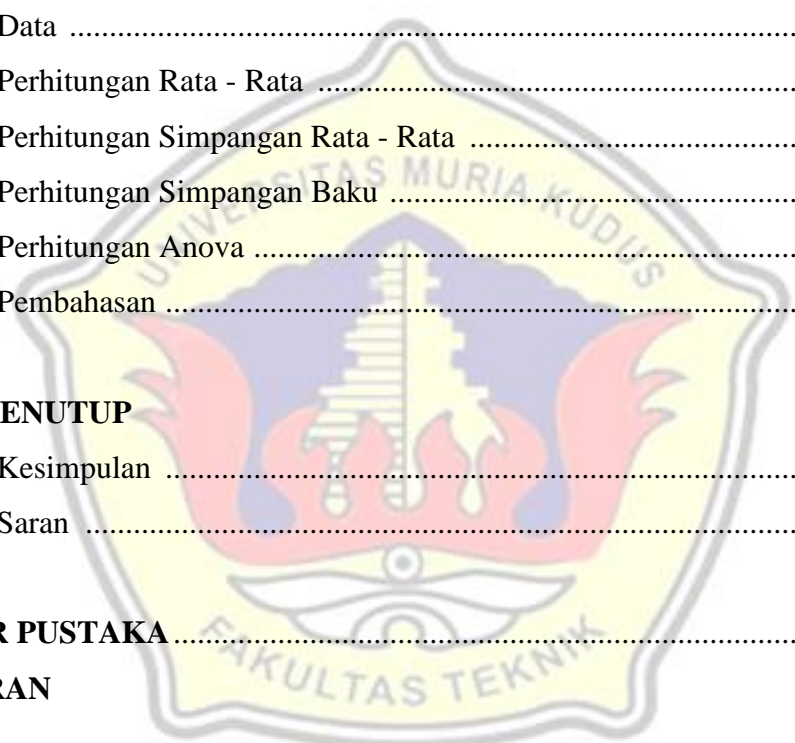 Data ..........
Perhitungan Rata - Rata ..........
Perhitungan Simpangan Rata - Rata ..........
Perhitungan Simpangan Baku ..........
Perhitungan Anova ..........
Pembahasan ..........
ENUTUP
Kesimpulan ..........
Saran ..........
R PUSTAKA ..........
RAN
UNIVERSITAS MURIA KUDUS
FAKULTAS TEKNIK